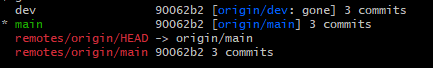 dev 90062b2 [origin/dev: gone] 3 commits
* main 90062b2 [origin/main] 3 commits
remotes/origin/HEAD -> origin/main
remotes/origin/main 90062b2 3 commits